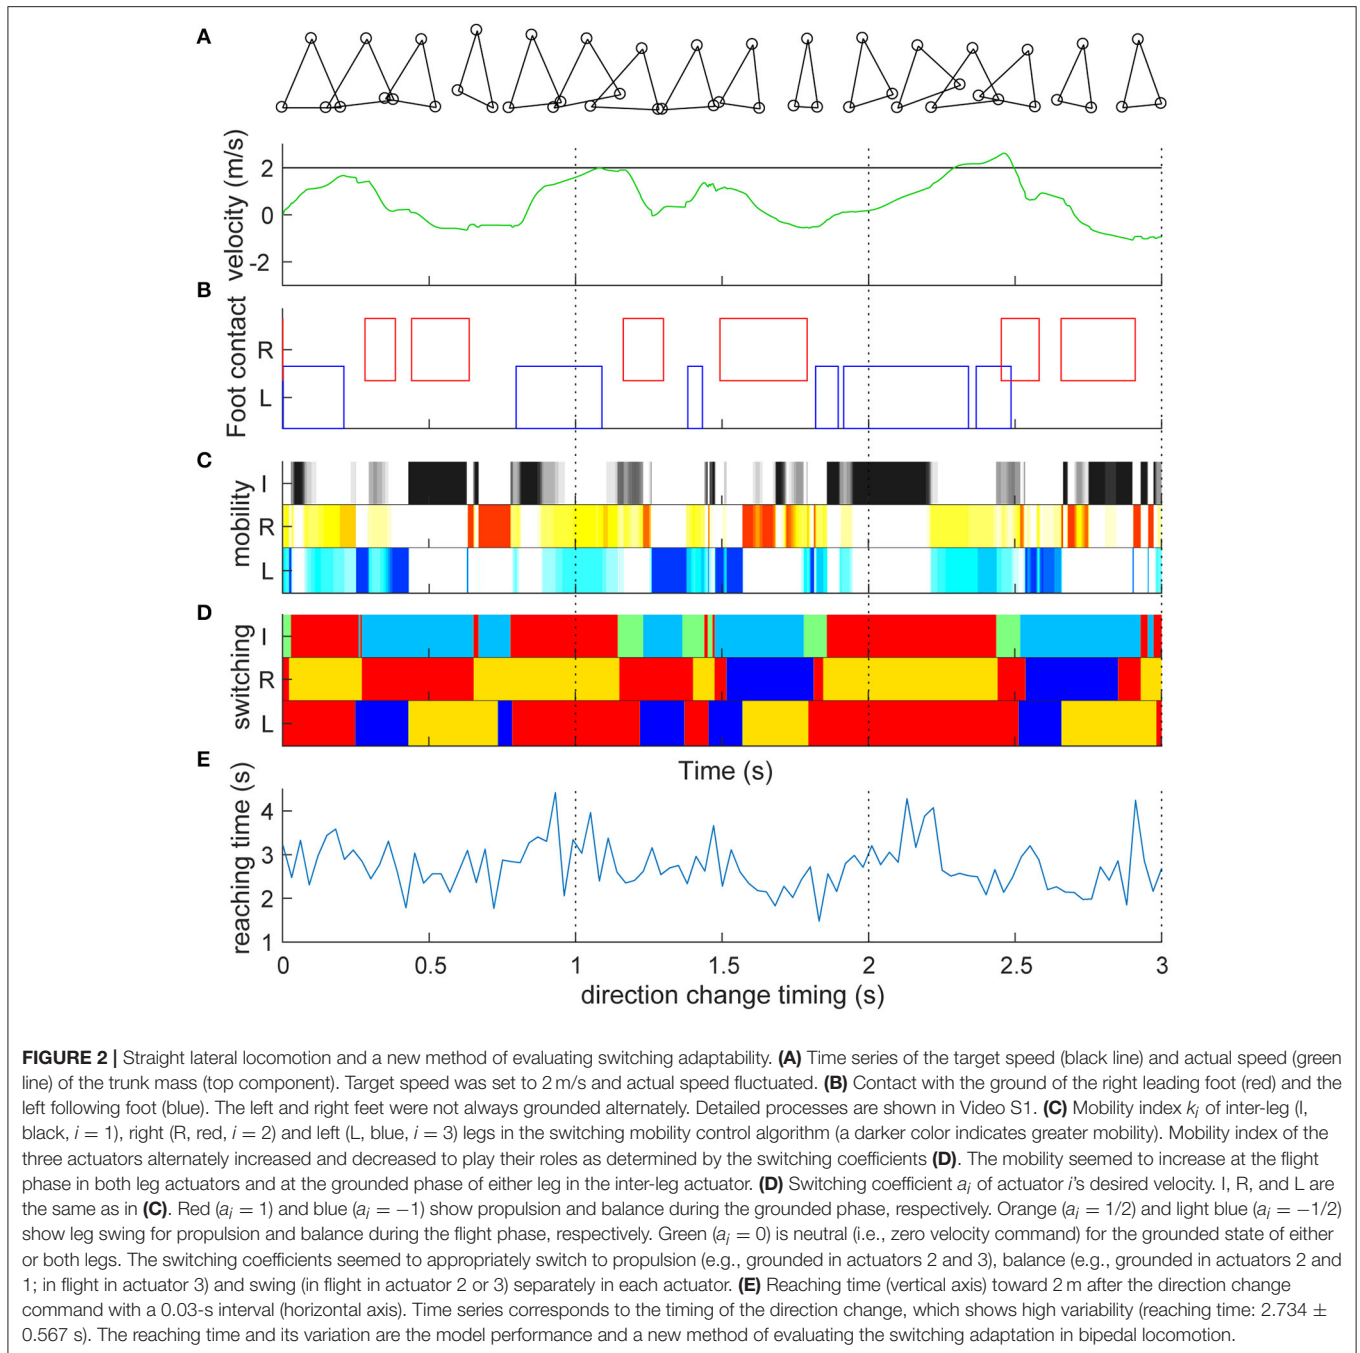 A
velocity (m/s)
2
0
-2
B
Foot contact
R
L
C
mobility
I
R
L
D
switching
I
R
L
Time (s)
E
reaching time (s)
4
3
2
1
0 0.5 1 1.5 2 2.5 3
direction change timing (s)
FIGURE 2 | Straight lateral locomotion and a new method of evaluating switching adaptability. (A) Time series of the target speed (black line) and actual speed (green
line) of the trunk mass (top component). Target speed was set to 2 m/s and actual speed fluctuated. (B) Contact with the ground of the right leading foot (red) and the
left following foot (blue). The left and right feet were not always grounded alternately. Detailed processes are shown in Video S1. (C) Mobility index ki of inter-leg (I,
black, i = 1), right (R, red, i = 2) and left (L, blue, i = 3) legs in the switching mobility control algorithm (a darker color indicates greater mobility). Mobility index of the
three actuators alternately increased and decreased to play their roles as determined by the switching coefficients (D). The mobility seemed to increase at the flight
phase in both leg actuators and at the grounded phase of either leg in the inter-leg actuator. (D) Switching coefficient ai of actuator i's desired velocity. I, R, and L are
the same as in (C). Red (ai = 1) and blue (ai = −1) show propulsion and balance during the grounded phase, respectively. Orange (ai = 1/2) and light blue (ai = −1/2)
show leg swing for propulsion and balance during the flight phase, respectively. Green (ai = 0) is neutral (i.e., zero velocity command) for the grounded state of either
or both legs. The switching coefficients seemed to appropriately switch to propulsion (e.g., grounded in actuators 2 and 3), balance (e.g., grounded in actuators 2 and
1; in flight in actuator 3) and swing (in flight in actuator 2 or 3) separately in each actuator. (E) Reaching time (vertical axis) toward 2 m after the direction change
command with a 0.03-s interval (horizontal axis). Time series corresponds to the timing of the direction change, which shows high variability (reaching time: 2.734 ±
0.567 s). The reaching time and its variation are the model performance and a new method of evaluating the switching adaptation in bipedal locomotion.